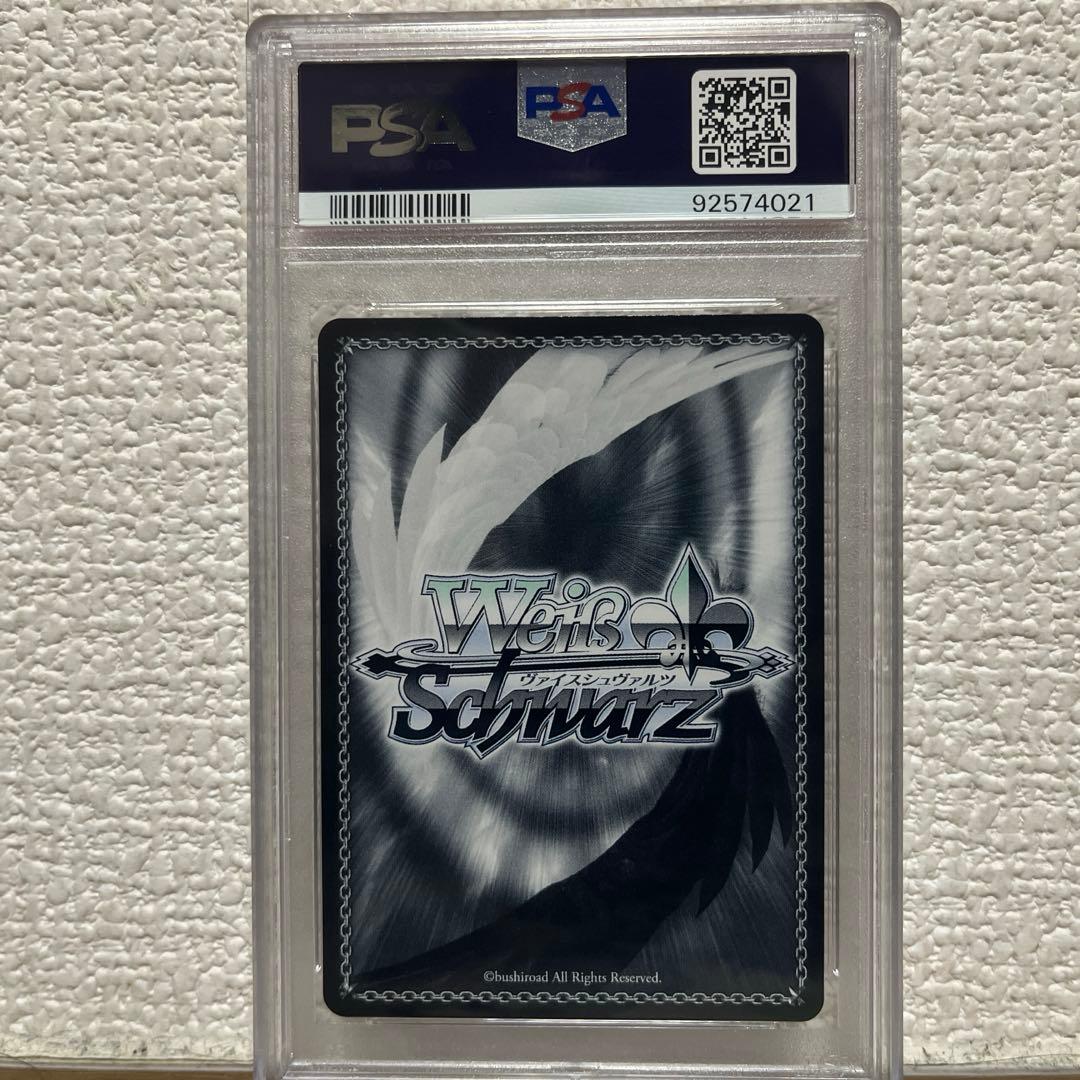 PSA
PSA
92574021
Weiß
ヴァイスシュヴァルツ
Schwarz
©bushiroad All Rights Reserved.